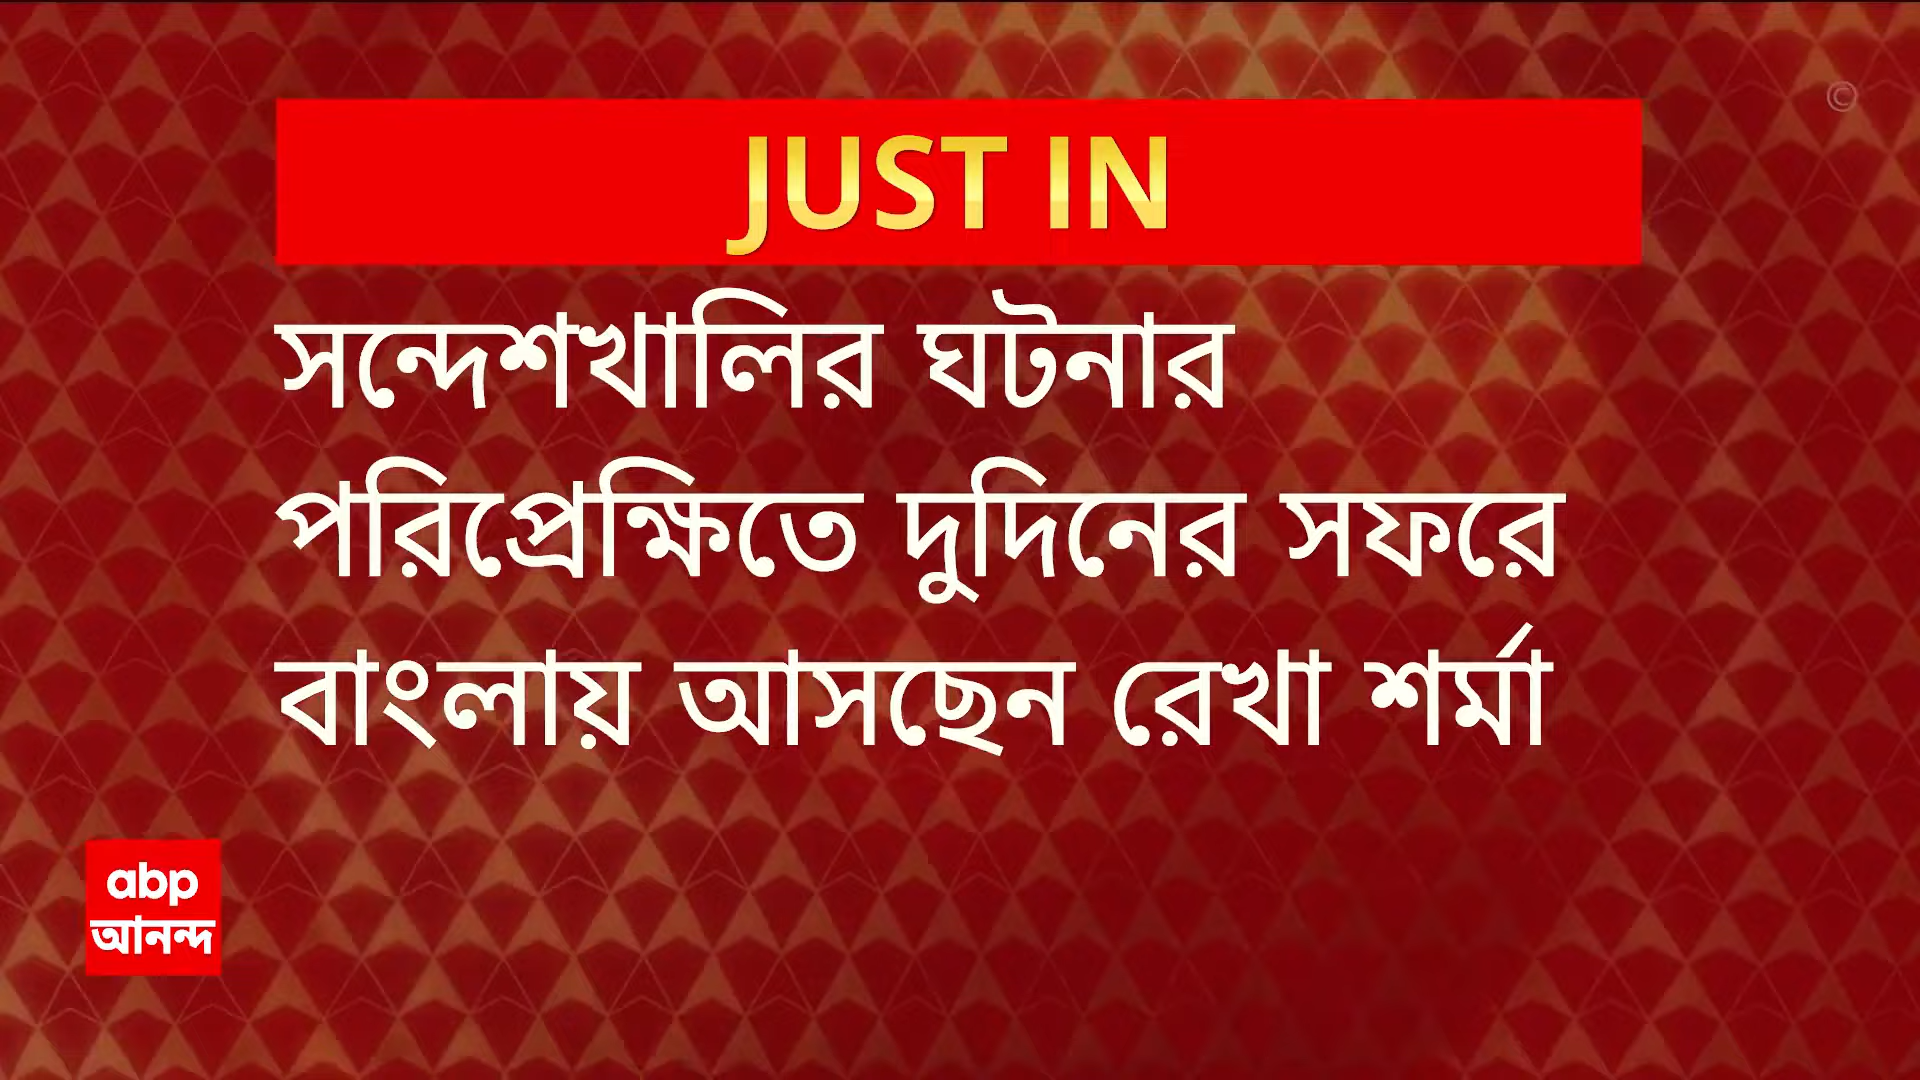 ©
JUST IN
সন্দেশখালির ঘটনার
পরিপ্রেক্ষিতে দুদিনের সফরে
বাংলায় আসছেন রেখা শর্মা
abp
আনন্দ